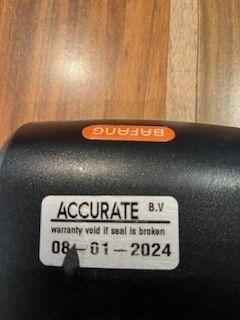 BAFANG
ACCURATE B.V
warranty void if seal is broken
08-01-2024